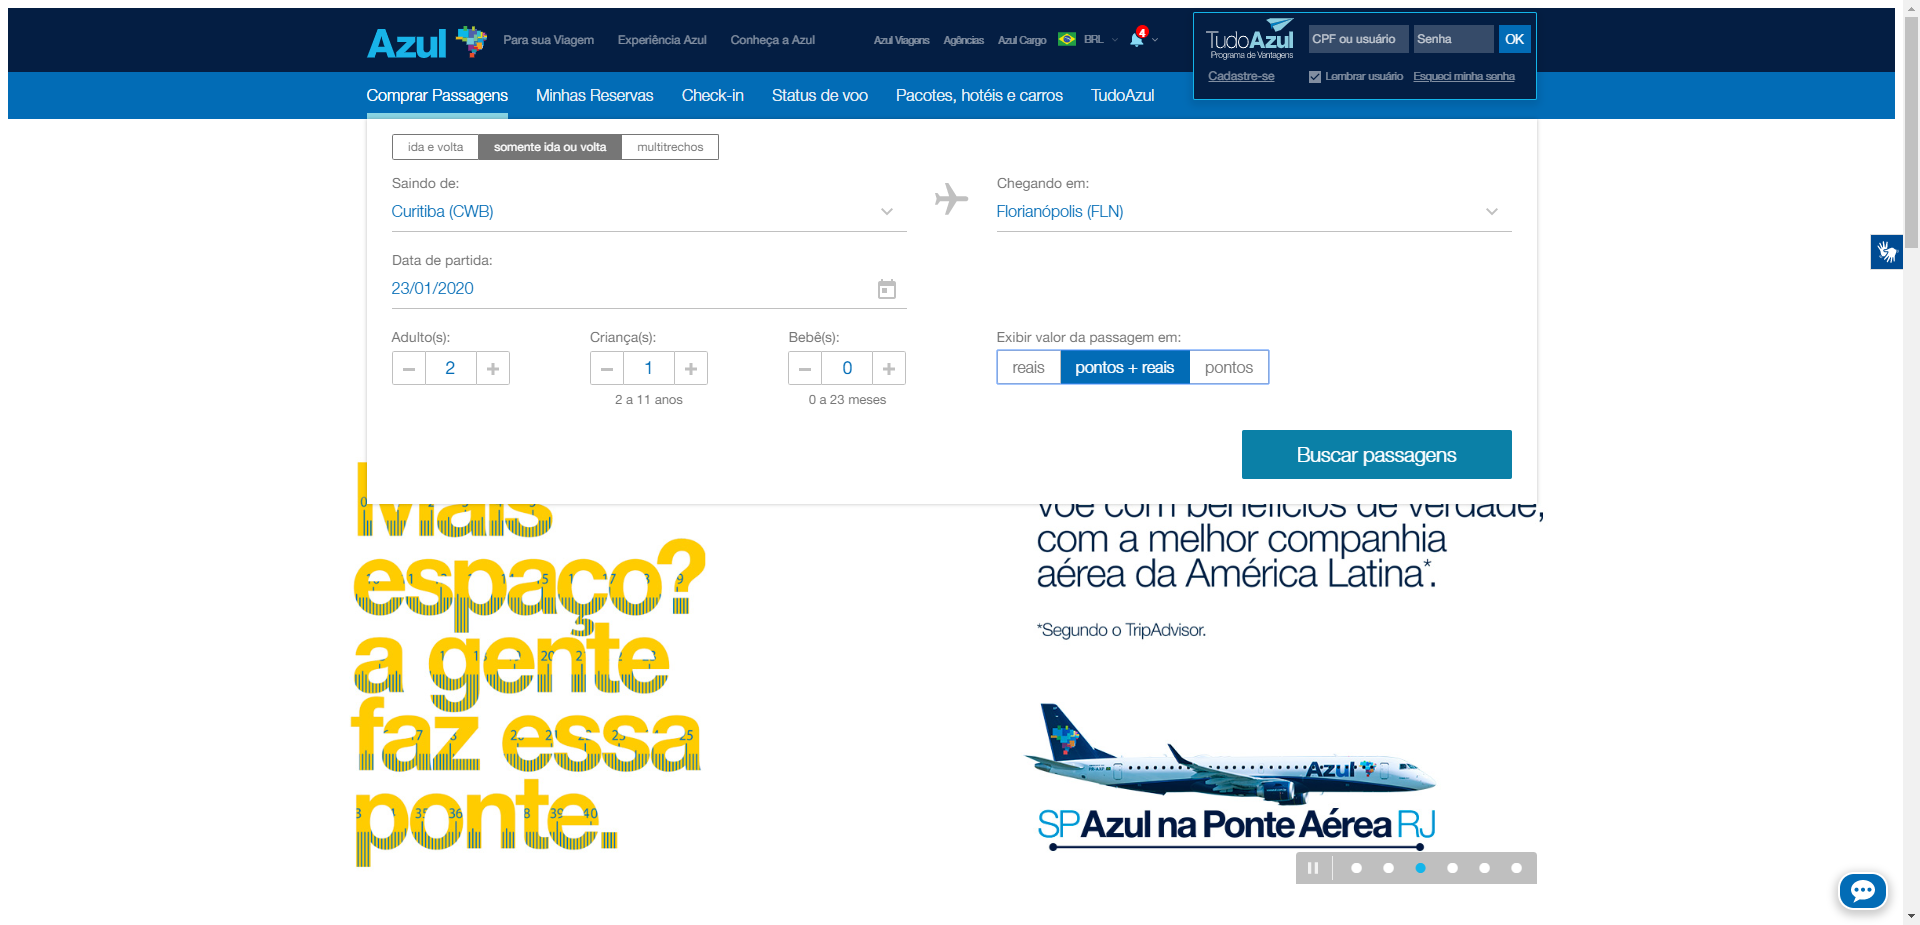 Azul
Para sua Viagem
Experiência Azul
Conheça a Azul
Azul Viagens
Agências
Azul Cargo
BRL
4
TudoAzul
Programa de Vantagens
CPF ou usuário
Senha
OK
Cadastre-se
Lembrar usuário
Esqueci minha senha
Comprar Passagens
Minhas Reservas
Check-in
Status de voo
Pacotes, hotéis e carros
TudoAzul
ida e volta
somente ida ou volta
multitrechos
Saindo de:
Chegando em:
Curitiba (CWB)
Florianópolis (FLN)
Data de partida:
23/01/2020
Adulto(s):
Criança(s):
Bebê(s):
Exibir valor da passagem em:
2
1
0
reais
pontos + reais
pontos
2 a 11 anos
0 a 23 meses
Buscar passagens
Mais
espaço?
a gente
faz essa
ponte.
voe com benefícios de verdade,
com a melhor companhia
aérea da América Latina*.
*Segundo o TripAdvisor.
Azul
SP Azul na Ponte Aérea RJ